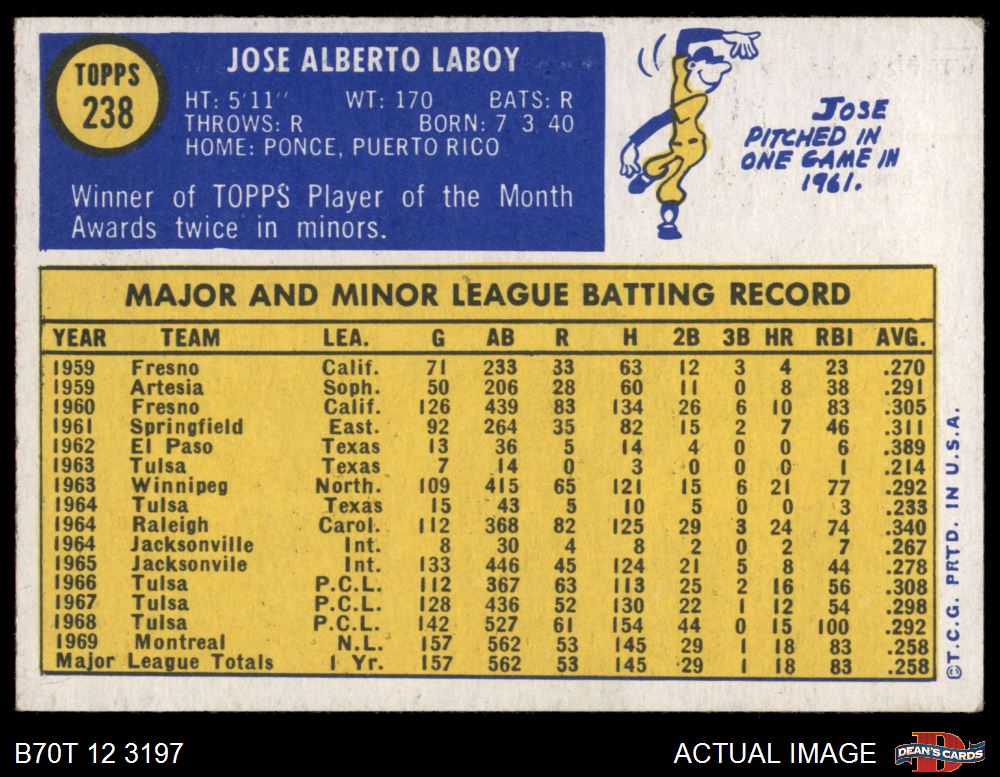 TOPPS
238
JOSE ALBERTO LABOY
HT: 5'11" WT: 170 BATS: R
THROWS: R BORN: 7 3 40
HOME: PONCE, PUERTO RICO
Winner of TOPPS Player of the Month
Awards twice in minors.
JOSE
PITCHED IN
ONE GAME IN
1961.
MAJOR AND MINOR LEAGUE BATTING RECORD
YEAR TEAM LEA. G AB R H 2B 3B HR RBI AVG.
1959 Fresno Calif. 71 233 33 63 12 3 4 23 .270
1959 Artesia Soph. 50 206 28 60 11 0 8 38 .291
1960 Fresno Calif. 126 439 83 134 26 6 10 83 .305
1961 Springfield East. 92 264 35 82 15 2 7 46 .311
1962 El Paso Texas 13 36 5 14 4 0 0 6 .389
1963 Tulsa Texas 7 14 0 3 0 0 0 1 .214
1963 Winnipeg North. 109 415 65 121 15 6 21 77 .292
1964 Tulsa Texas 15 43 5 10 5 0 0 3 .233
1964 Raleigh Carol. 112 368 82 125 29 3 24 74 .340
1964 Jacksonville Int. 8 30 4 8 2 0 2 7 .267
1965 Jacksonvile Int. 133 446 45 124 21 5 8 44 .278
1966 Tulsa P.C.L. 112 367 63 113 25 2 16 56 .308
1967 Tulsa P.C.L. 128 436 52 130 22 1 12 54 .298
1968 Tulsa P.C.L. 142 527 61 154 44 0 15 100 .292
1969 Montreal N.L. 157 562 53 145 29 1 18 83 .258
Major League Totals 1 Yr. 157 562 53 145 29 1 18 83 .258
©T.C.G. PRTD. IN U.S.A.
B70T 12 3197
ACTUAL IMAGE
DEAN'S CARDS